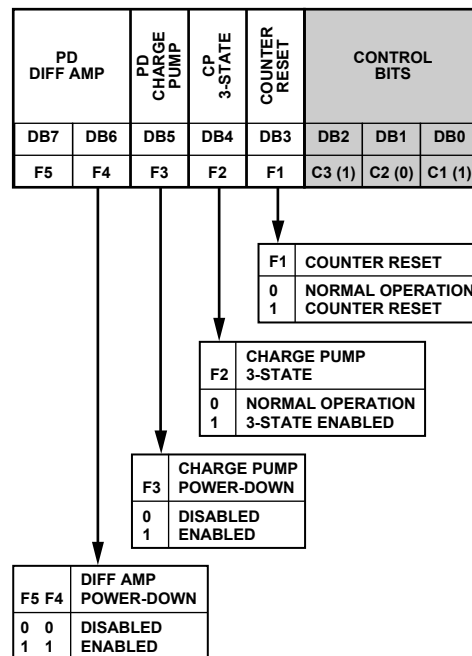 PD
DIFF AMP
PD
CHARGE
PUMP
CP
3-STATE
COUNTER
RESET
CONTROL
BITS
DB7 DB6 DB5 DB4 DB3 DB2 DB1 DB0
F5 F4 F3 F2 F1 C3 (1) C2 (0) C1 (1)
F1 COUNTER RESET
0 NORMAL OPERATION
1 COUNTER RESET
CHARGE PUMP
F2 3-STATE
0 NORMAL OPERATION
1 3-STATE ENABLED
CHARGE PUMP
F3 POWER-DOWN
0 DISABLED
1 ENABLED
DIFF AMP
F5 F4 POWER-DOWN
0 0 DISABLED
1 1 ENABLED